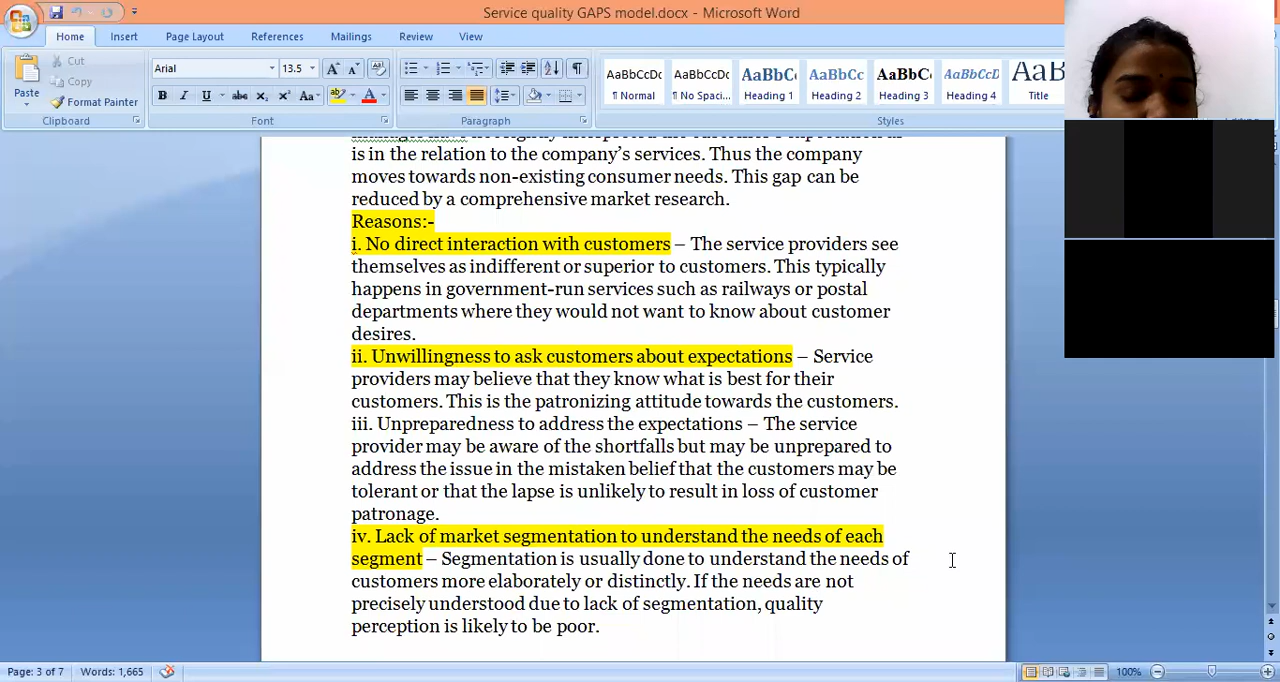 Service quality GAPS model.docx - Microsoft Word
Home Insert Page Layout References Mailings Review View
Paste
Cut
Copy
Format Painter
Clipboard
Arial 13.5
Font
Paragraph
AaBbCcDc AaBbCcDc AaBbC AaBbCc AaBbC AaBbCcD AaB
¶ Normal ¶ No Spaci... Heading 1 Heading 2 Heading 3 Heading 4 Title
Styles
is in the relation to the company’s services. Thus the company
moves towards non-existing consumer needs. This gap can be
reduced by a comprehensive market research.
Reasons:-
i. No direct interaction with customers – The service providers see
themselves as indifferent or superior to customers. This typically
happens in government-run services such as railways or postal
departments where they would not want to know about customer
desires.
ii. Unwillingness to ask customers about expectations – Service
providers may believe that they know what is best for their
customers. This is the patronizing attitude towards the customers.
iii. Unpreparedness to address the expectations – The service
provider may be aware of the shortfalls but may be unprepared to
address the issue in the mistaken belief that the customers may be
tolerant or that the lapse is unlikely to result in loss of customer
patronage.
iv. Lack of market segmentation to understand the needs of each
segment – Segmentation is usually done to understand the needs of
customers more elaborately or distinctly. If the needs are not
precisely understood due to lack of segmentation, quality
perception is likely to be poor.
Page: 3 of 7 Words: 1,665 100%